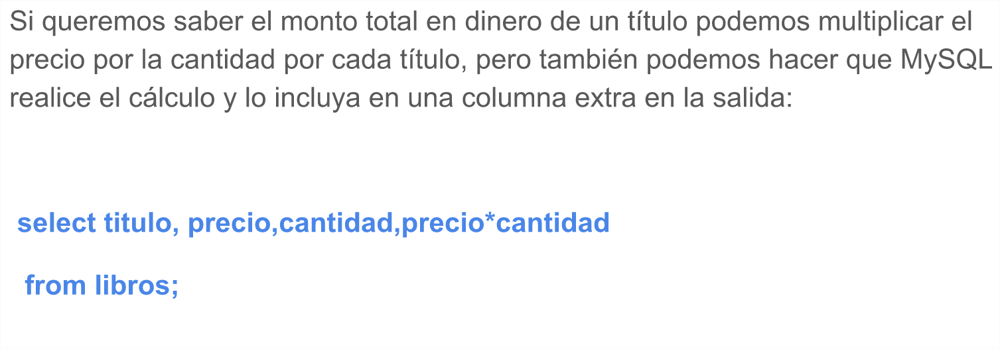 Si queremos saber el monto total en dinero de un título podemos multiplicar el
precio por la cantidad por cada título, pero también podemos hacer que MySQL
realice el cálculo y lo incluya en una columna extra en la salida:
select titulo, precio,cantidad,precio*cantidad
from libros;